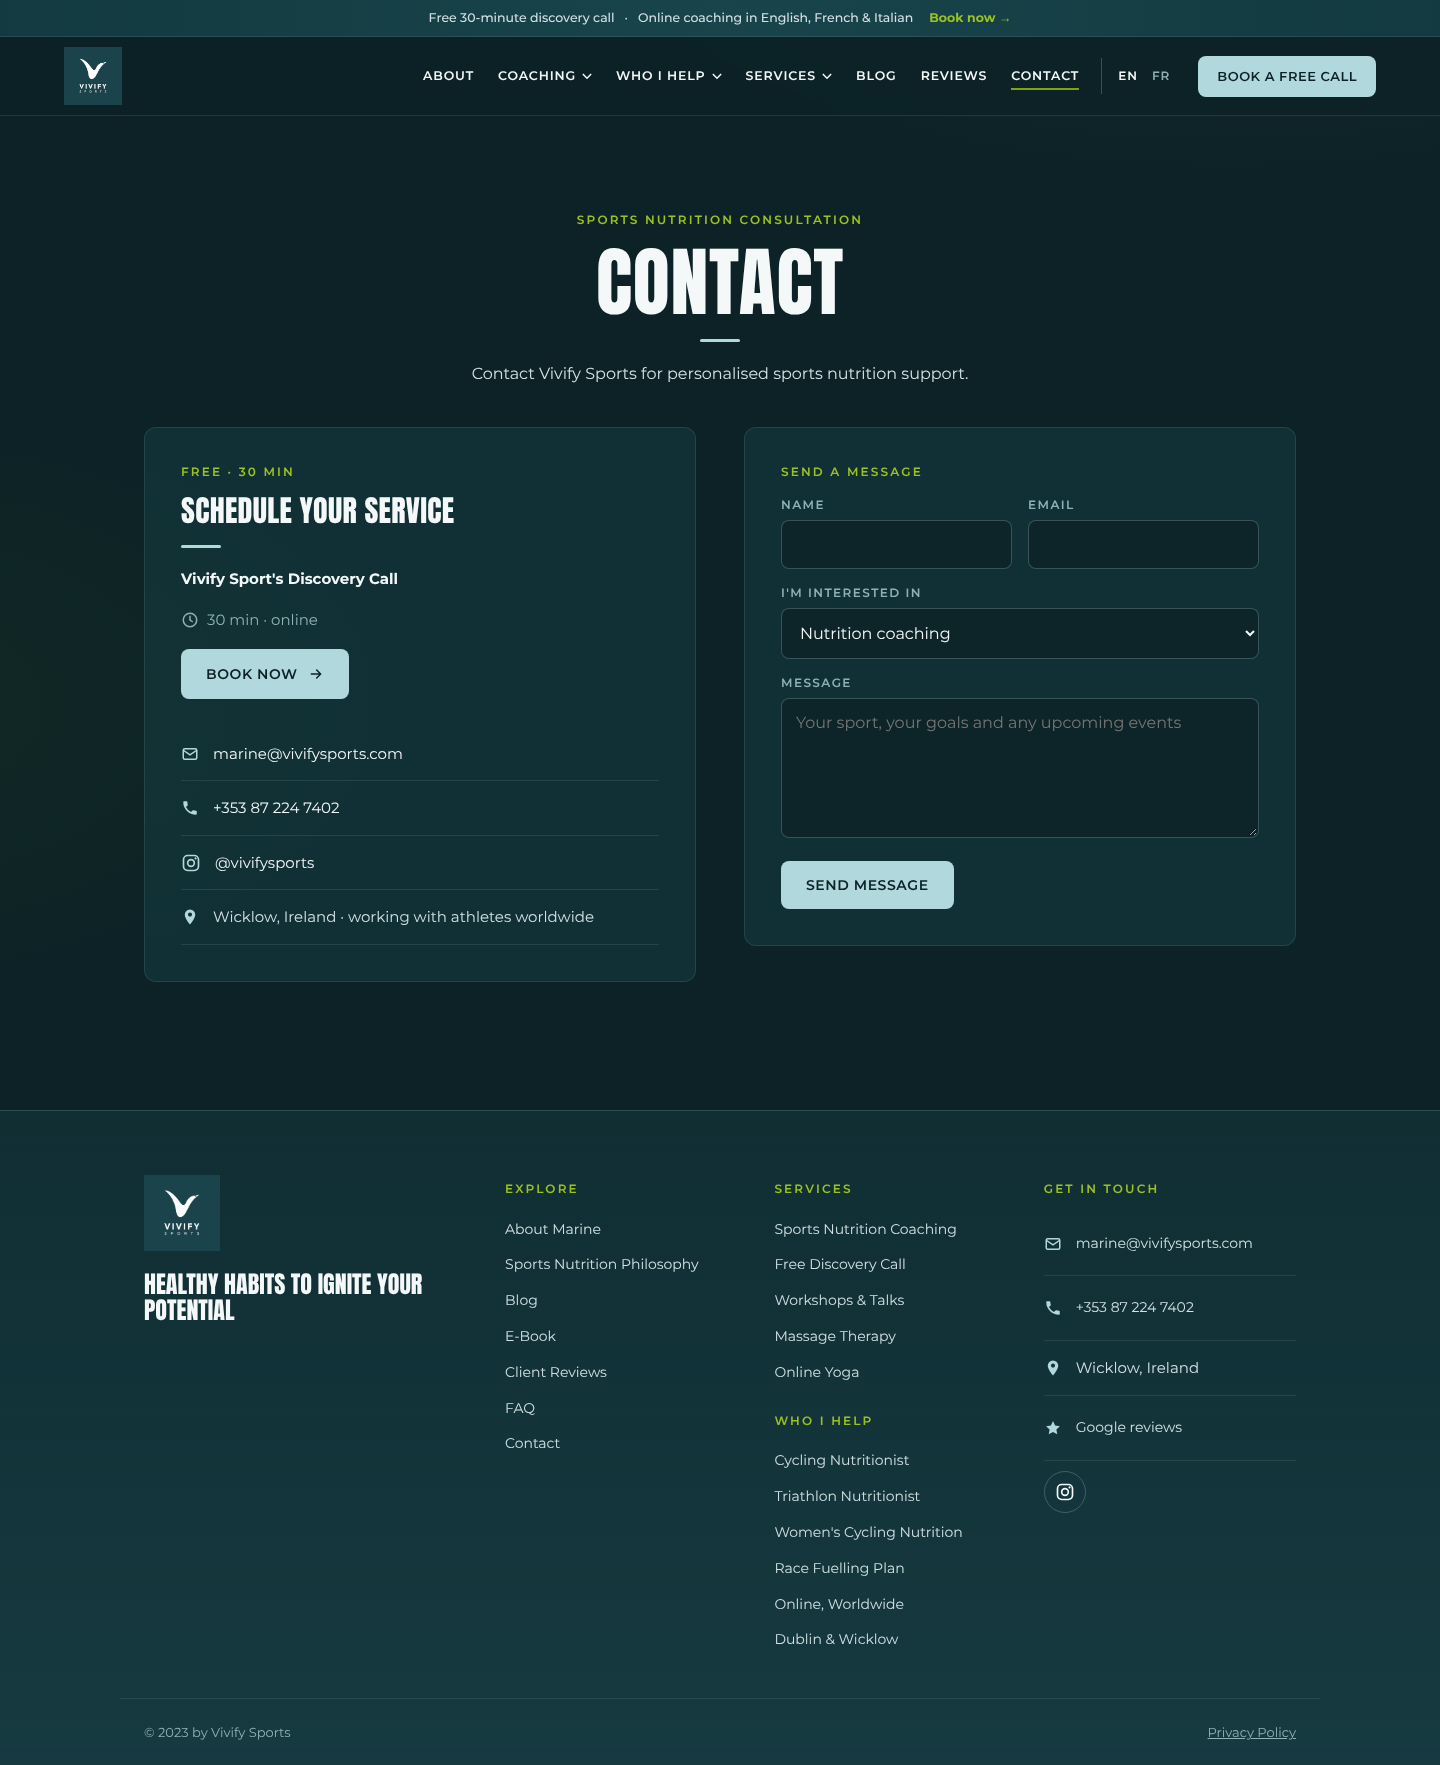 Free 30-minute discovery call · Online coaching in English, French & Italian Book now →
VIVIFY
SPORTS
ABOUT COACHING WHO I HELP SERVICES BLOG REVIEWS CONTACT EN FR BOOK A FREE CALL
SPORTS NUTRITION CONSULTATION
CONTACT
Contact Vivify Sports for personalised sports nutrition support.
FREE · 30 MIN
SCHEDULE YOUR SERVICE
Vivify Sport's Discovery Call
30 min · online
BOOK NOW →
marine@vivifysports.com
+353 87 224 7402
@vivifysports
Wicklow, Ireland · working with athletes worldwide
SEND A MESSAGE
NAME EMAIL
I'M INTERESTED IN
Nutrition coaching
MESSAGE
Your sport, your goals and any upcoming events
SEND MESSAGE
VIVIFY
SPORTS
HEALTHY HABITS TO IGNITE YOUR
POTENTIAL
EXPLORE
About Marine
Sports Nutrition Philosophy
Blog
E-Book
Client Reviews
FAQ
Contact
SERVICES
Sports Nutrition Coaching
Free Discovery Call
Workshops & Talks
Massage Therapy
Online Yoga
WHO I HELP
Cycling Nutritionist
Triathlon Nutritionist
Women's Cycling Nutrition
Race Fuelling Plan
Online, Worldwide
Dublin & Wicklow
GET IN TOUCH
marine@vivifysports.com
+353 87 224 7402
Wicklow, Ireland
Google reviews
© 2023 by Vivify Sports
Privacy Policy